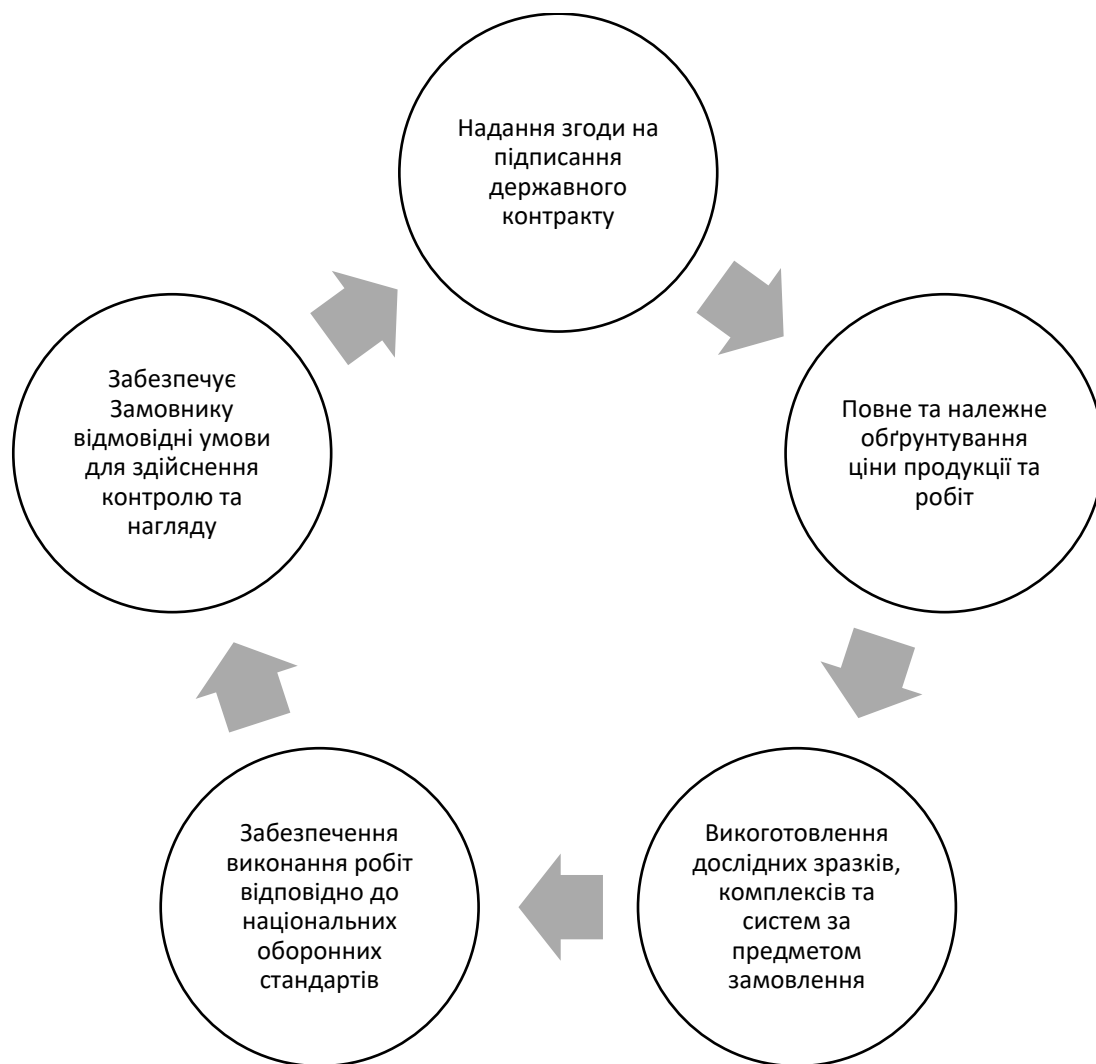 Надання згоди на
підписання
державного
контракту
Повне та належне
обґрунтування
ціни продукції та
робіт
Викоготовлення
дослідних зразків,
комплексів та
систем за
предметом
замовлення
Забезпечення
виконання робіт
відповідно до
національних
оборонних
стандартів
Забезпечує
Замовнику
відмовідні умови
для здійснення
контролю та
нагляду